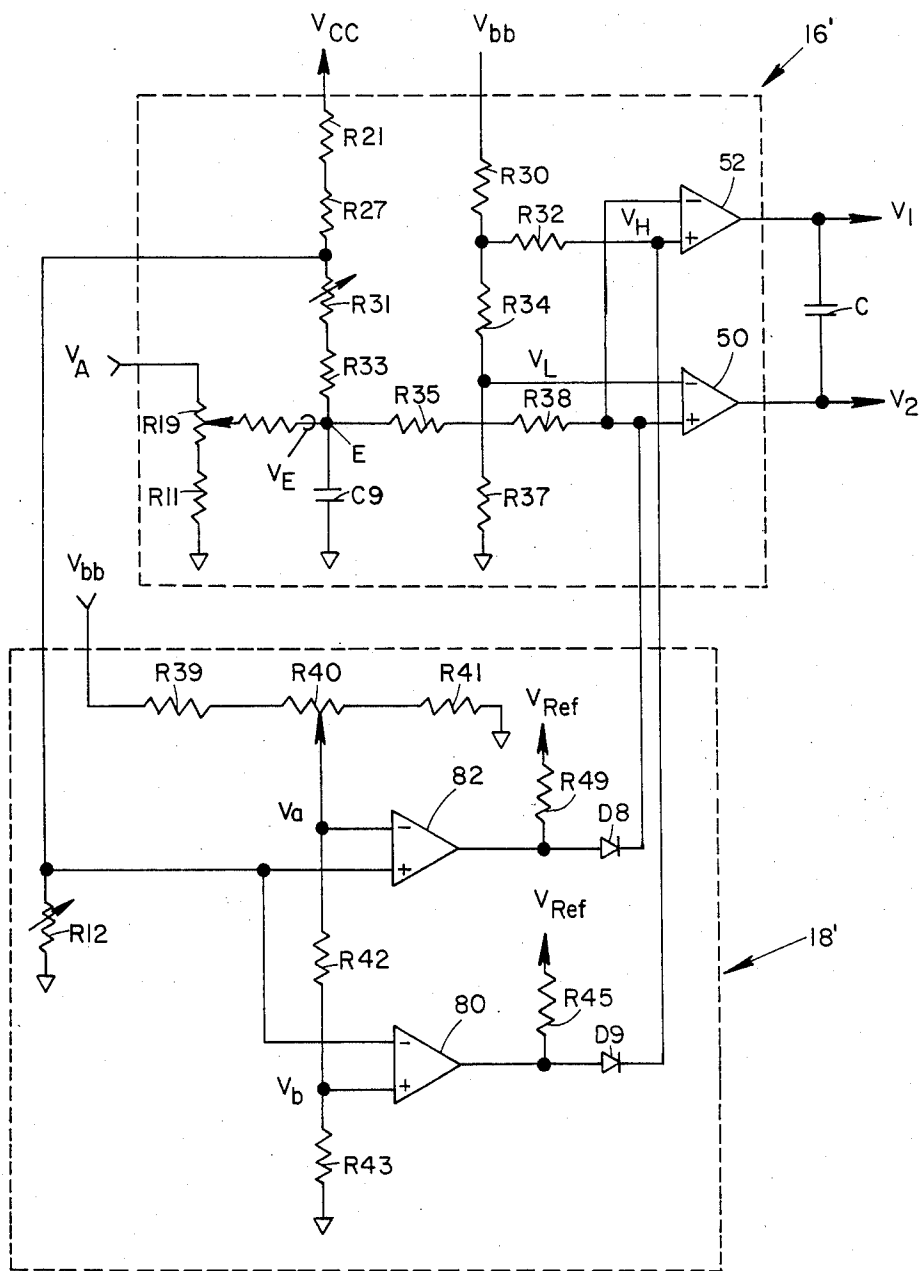 VCC
Vbb
16'
R21
R27
R30
R32
VH
52
V1
R31
R34
C
VA
R33
VL
50
R19
R35
R38
V2
VE
E
R11
C9
R37
Vbb
R39
R40
R41
VRef
R49
82
D8
Va
R12
VRef
18'
R42
R45
80
D9
Vb
R43
- + - + - + - +